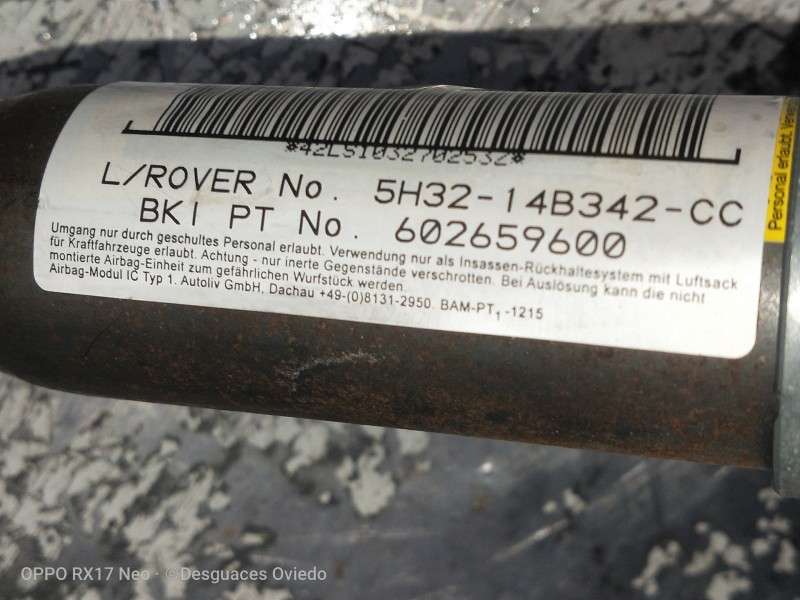 *42LS1032702532*
L/ROVER No. 5H32-14B342-CC
BKI PT No. 602659600
Umgang nur durch geschultes Personal erlaubt. Verwendung nur als Insassen-Rückhaltesystem mit Luftsack
für Kraftfahrzeuge erlaubt. Achtung - nur inerte Gegenstände verschrotten. Bei Auslösung kann die nicht
montierte Airbag-Einheit zum gefährlichen Wurfstück werden.
Airbag-Modul IC Typ 1. Autoliv GmbH, Dachau +49-(0)8131-2950. BAM-PT₁-1215
Personal erlaubt.
OPPO RX17 Neo · © Desguaces Oviedo